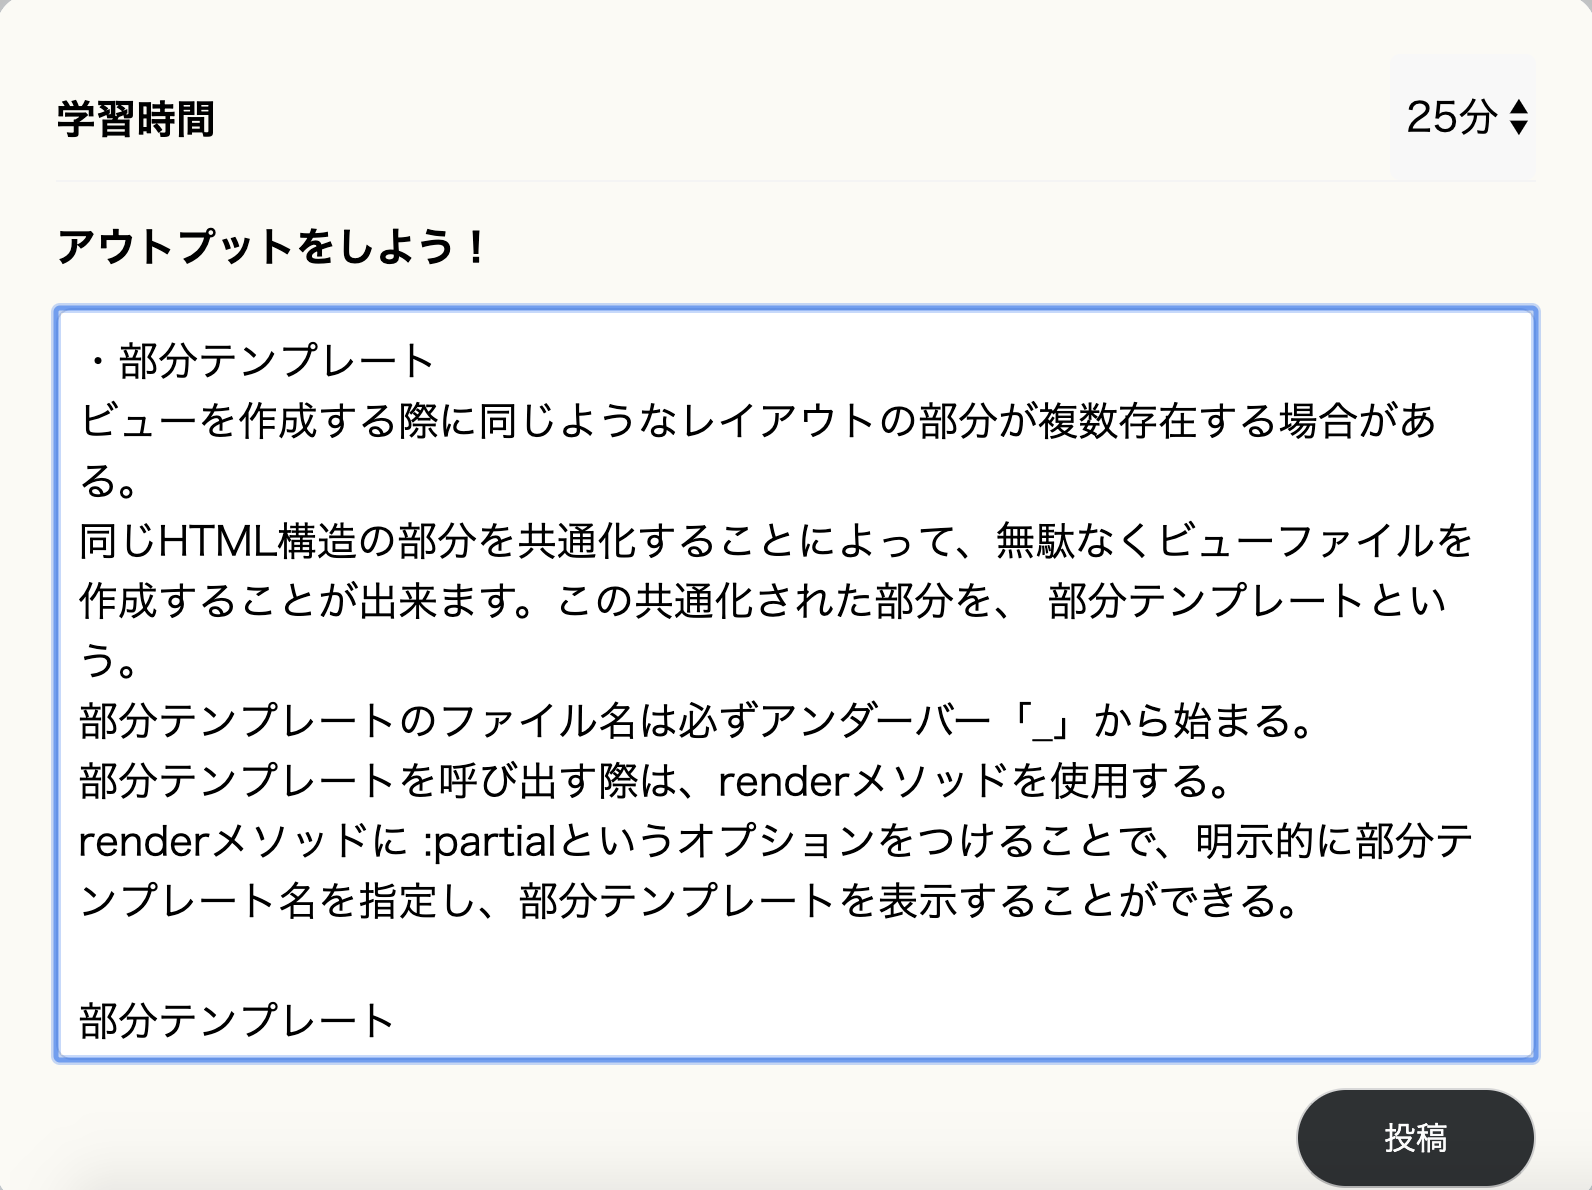 学習時間
25分
アウトプットをしよう！
・部分テンプレート
ビューを作成する際に同じようなレイアウトの部分が複数存在する場合があ
る。
同じHTML構造の部分を共通化することによって、無駄なくビューファイルを
作成することが出来ます。この共通化された部分を、 部分テンプレートとい
う。
部分テンプレートのファイル名は必ずアンダーバー「_」から始まる。
部分テンプレートを呼び出す際は、renderメソッドを使用する。
renderメソッドに :partialというオプションをつけることで、明示的に部分テ
ンプレート名を指定し、部分テンプレートを表示することができる。
部分テンプレート
投稿